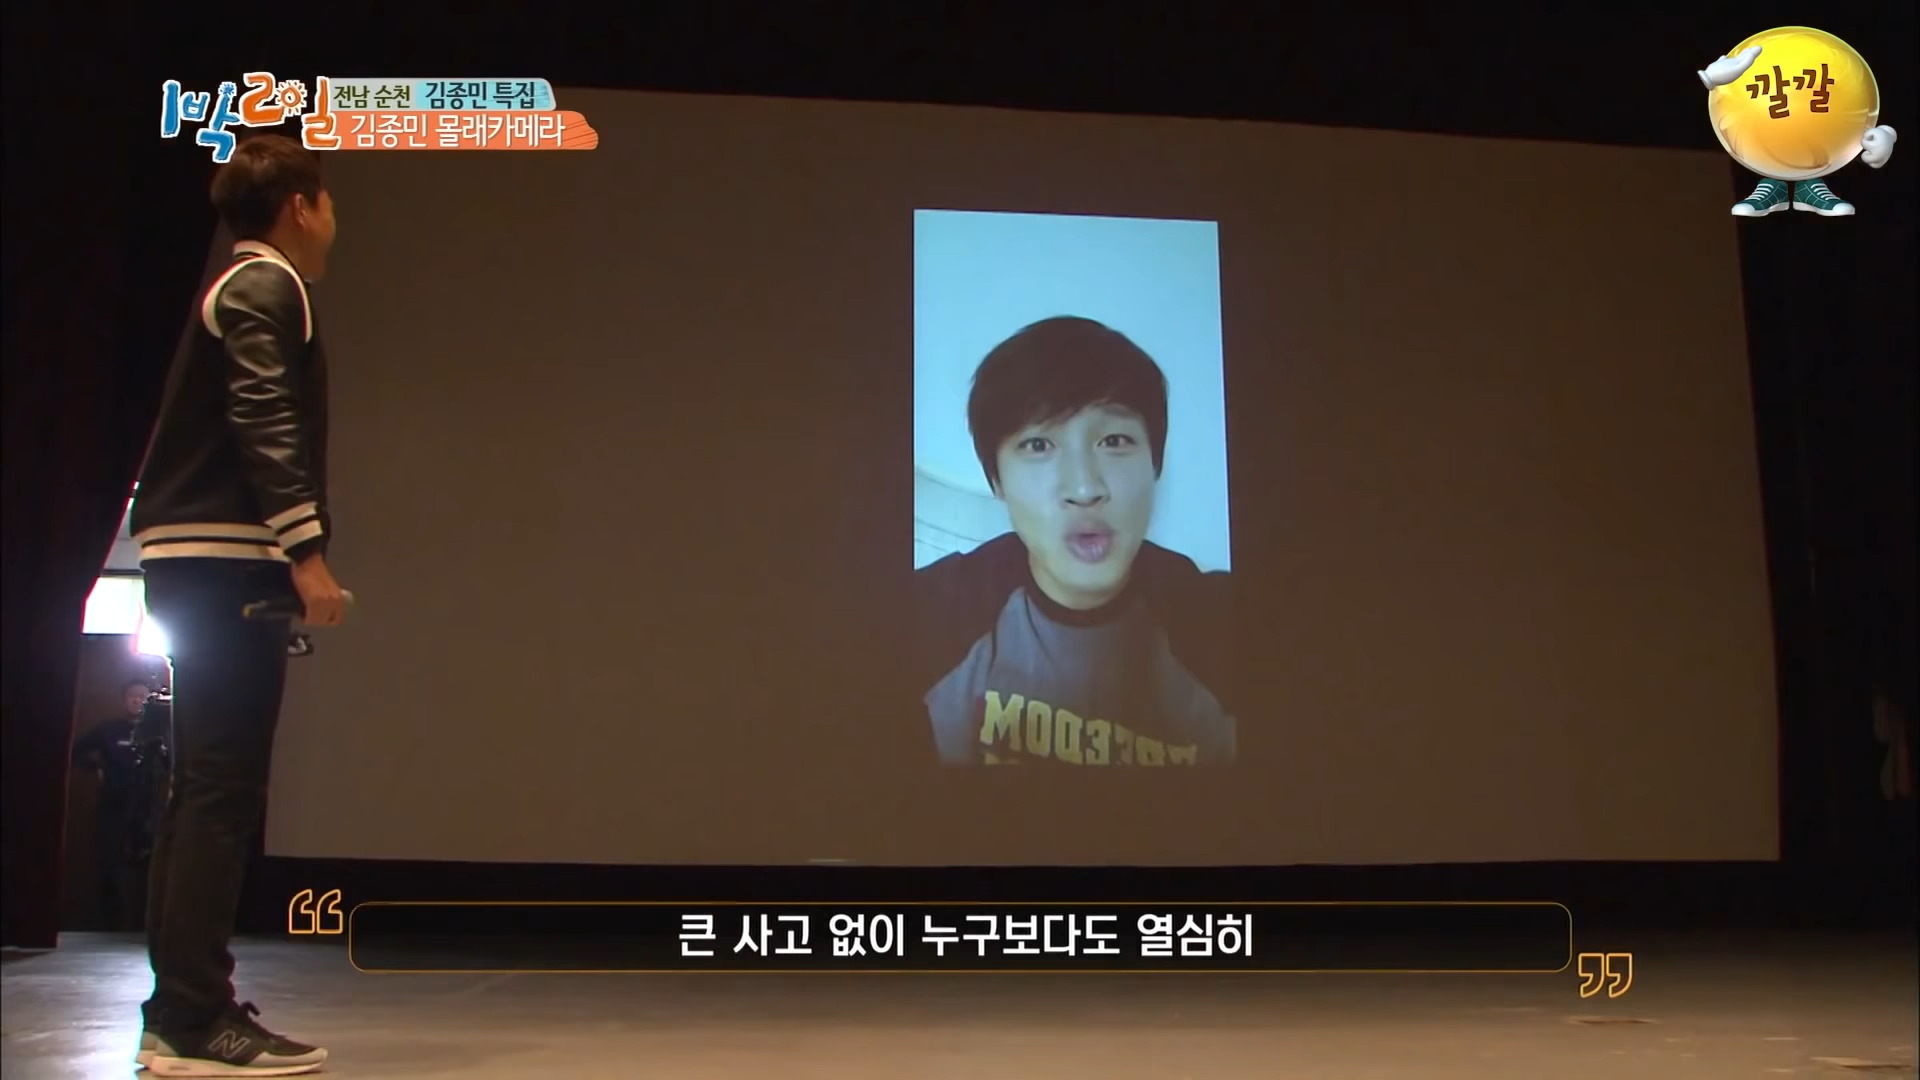 1박2일
전남 순천 김종민 특집
김종민 몰래카메라
깔깔
MODEERF
N
“큰 사고 없이 누구보다도 열심히”